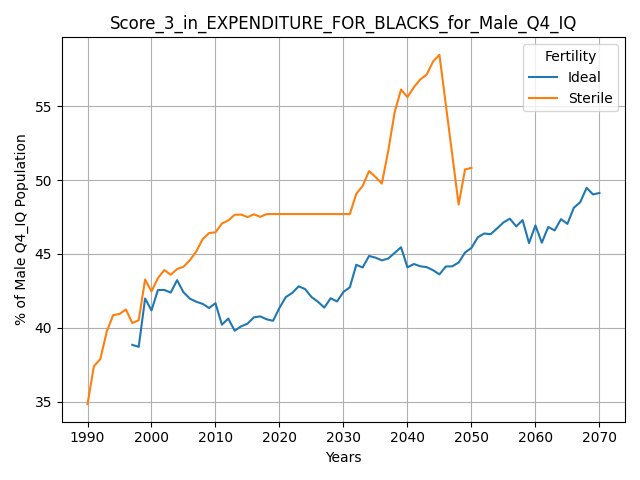 Score_3_in_EXPENDITURE_FOR_BLACKS_for_Male_Q4_IQ
Fertility
Ideal
Sterile
% of Male Q4_IQ Population
55
50
45
40
35
1990 2000 2010 2020 2030 2040 2050 2060 2070
Years